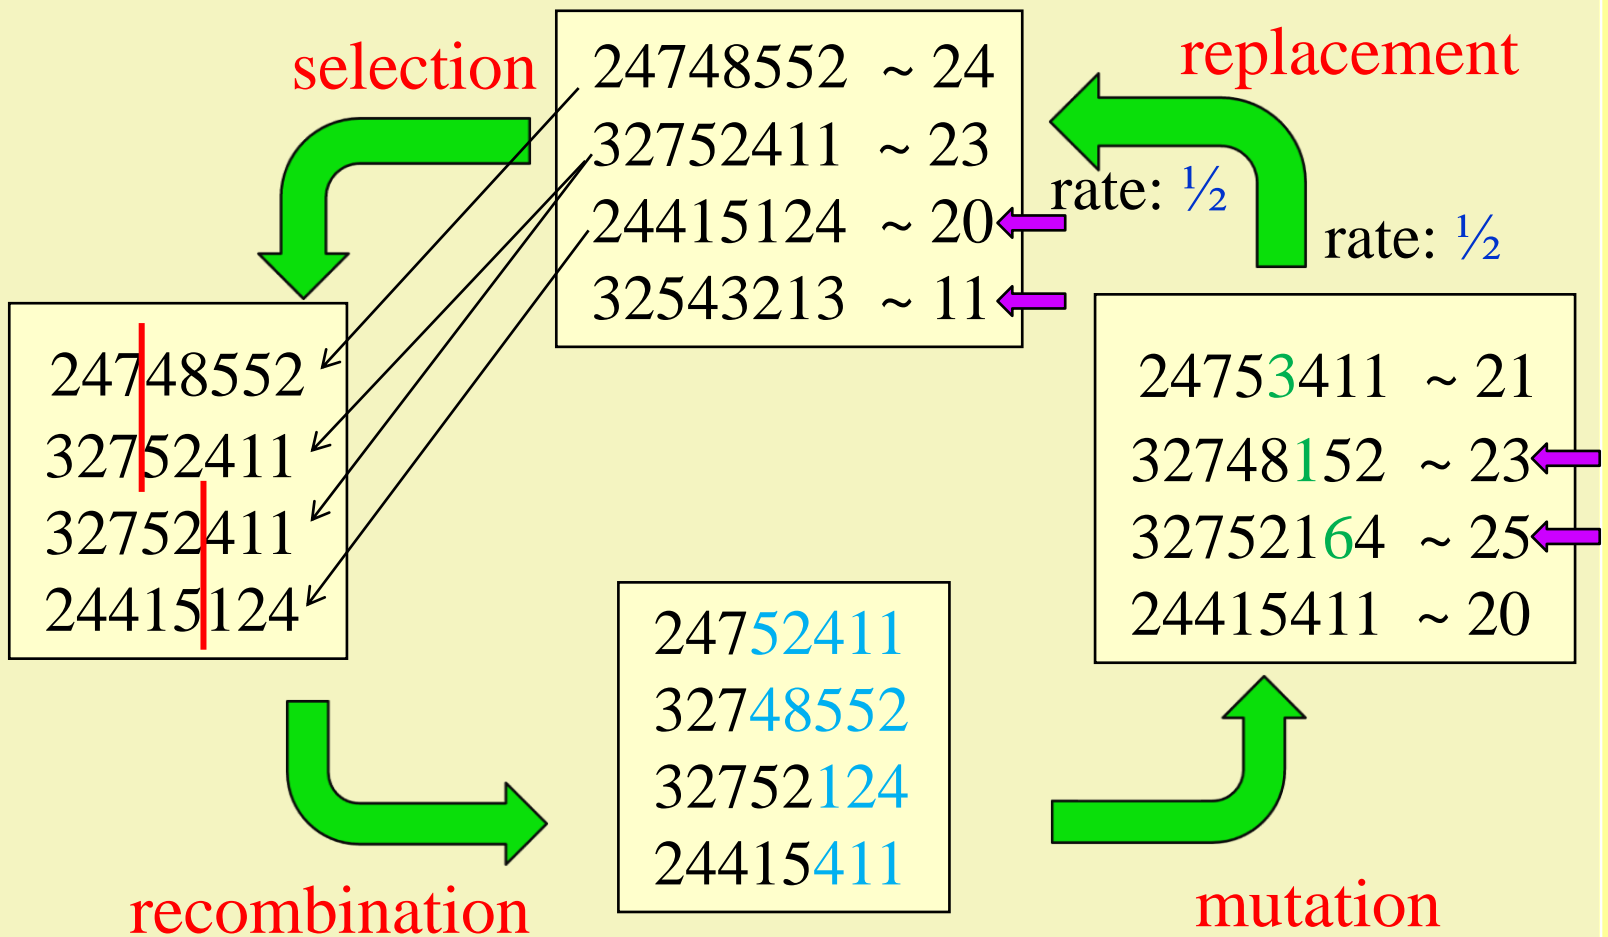 selection
24748552 ~ 24
32752411 ~ 23
24415124 ~ 20
32543213 ~ 11
replacement
rate: ½
rate: ½
24748552
32752411
32752411
24415124
recombination
24752411
32748552
32752124
24415411
mutation
24753411 ~ 21
32748152 ~ 23
32752164 ~ 25
24415411 ~ 20